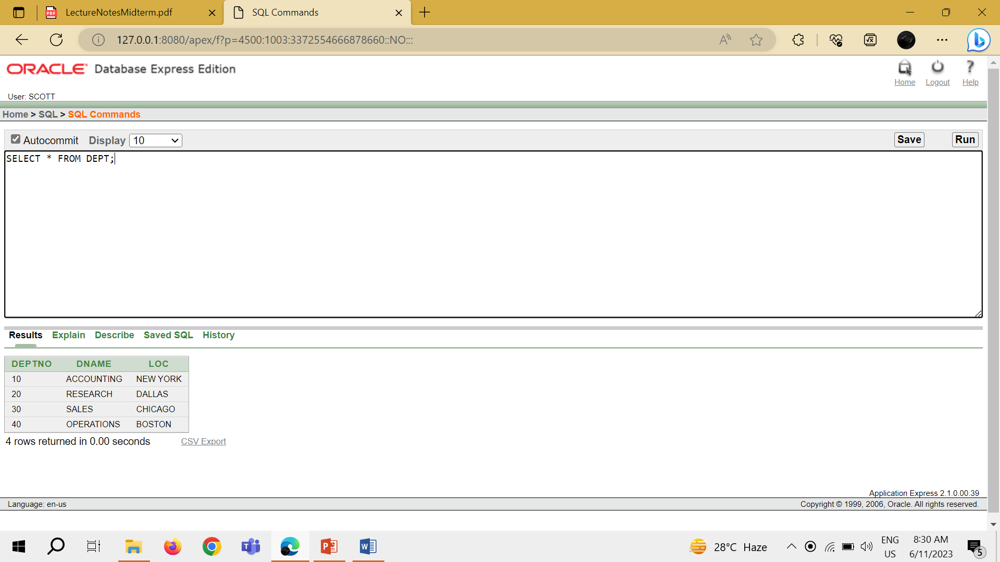 LectureNotesMidterm.pdf
SQL Commands
127.0.0.1:8080/apex/f?p=4500:1003:3372554666878660::NO:::
ORACLE Database Express Edition
Home Logout Help
User: SCOTT
Home > SQL > SQL Commands
Autocommit Display 10
Save Run
SELECT * FROM DEPT;
Results Explain Describe Saved SQL History
DEPTNO DNAME LOC
10 ACCOUNTING NEW YORK
20 RESEARCH DALLAS
30 SALES CHICAGO
40 OPERATIONS BOSTON
4 rows returned in 0.00 seconds CSV Export
Application Express 2.1.0.00.39
Language: en-us Copyright © 1999, 2006, Oracle. All rights reserved.
28°C Haze
ENG
US
8:30 AM
6/11/2023
5